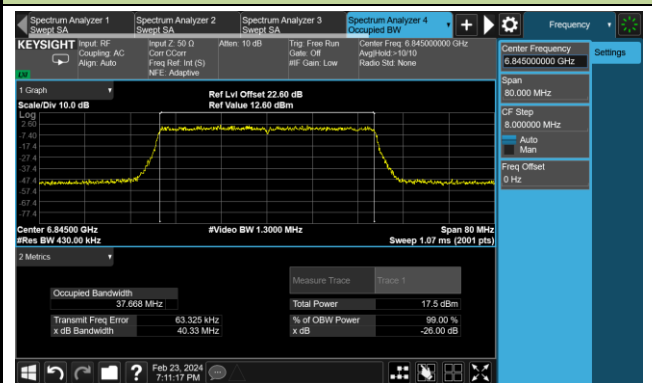 Spectrum Analyzer 1
Swept SA
Spectrum Analyzer 2
Swept SA
Spectrum Analyzer 3
Swept SA
Spectrum Analyzer 4
Occupied BW
Frequency
KEYSIGHT
Input: RF
Coupling: AC
Align: Auto
Input Z: 50 Ω
Corr CCorr
Freq Ref: Int (S)
NFE: Adaptive
Atten: 10 dB
Trig: Free Run
Gate: Off
#IF Gain: Low
Center Freq: 6.845000000 GHz
Avg|Hold:>10/10
Radio Std: None
Center Frequency
6.845000000 GHz
Settings
Span
80.000 MHz
CF Step
8.000000 MHz
Auto
Man
Freq Offset
0 Hz
1 Graph
Scale/Div 10.0 dB
Ref Lvl Offset 22.60 dB
Ref Value 12.60 dBm
Log
2.60
-7.40
-17.4
-27.4
-37.4
-47.4
-57.4
-67.4
-77.4
Center 6.84500 GHz
#Res BW 430.00 kHz
#Video BW 1.3000 MHz
Span 80 MHz
Sweep 1.07 ms (2001 pts)
2 Metrics
Measure Trace
Trace 1
Occupied Bandwidth
37.668 MHz
Total Power
17.5 dBm
Transmit Freq Error
63.325 kHz
% of OBW Power
99.00 %
x dB Bandwidth
40.33 MHz
x dB
-26.00 dB
Feb 23, 2024
7:11:17 PM